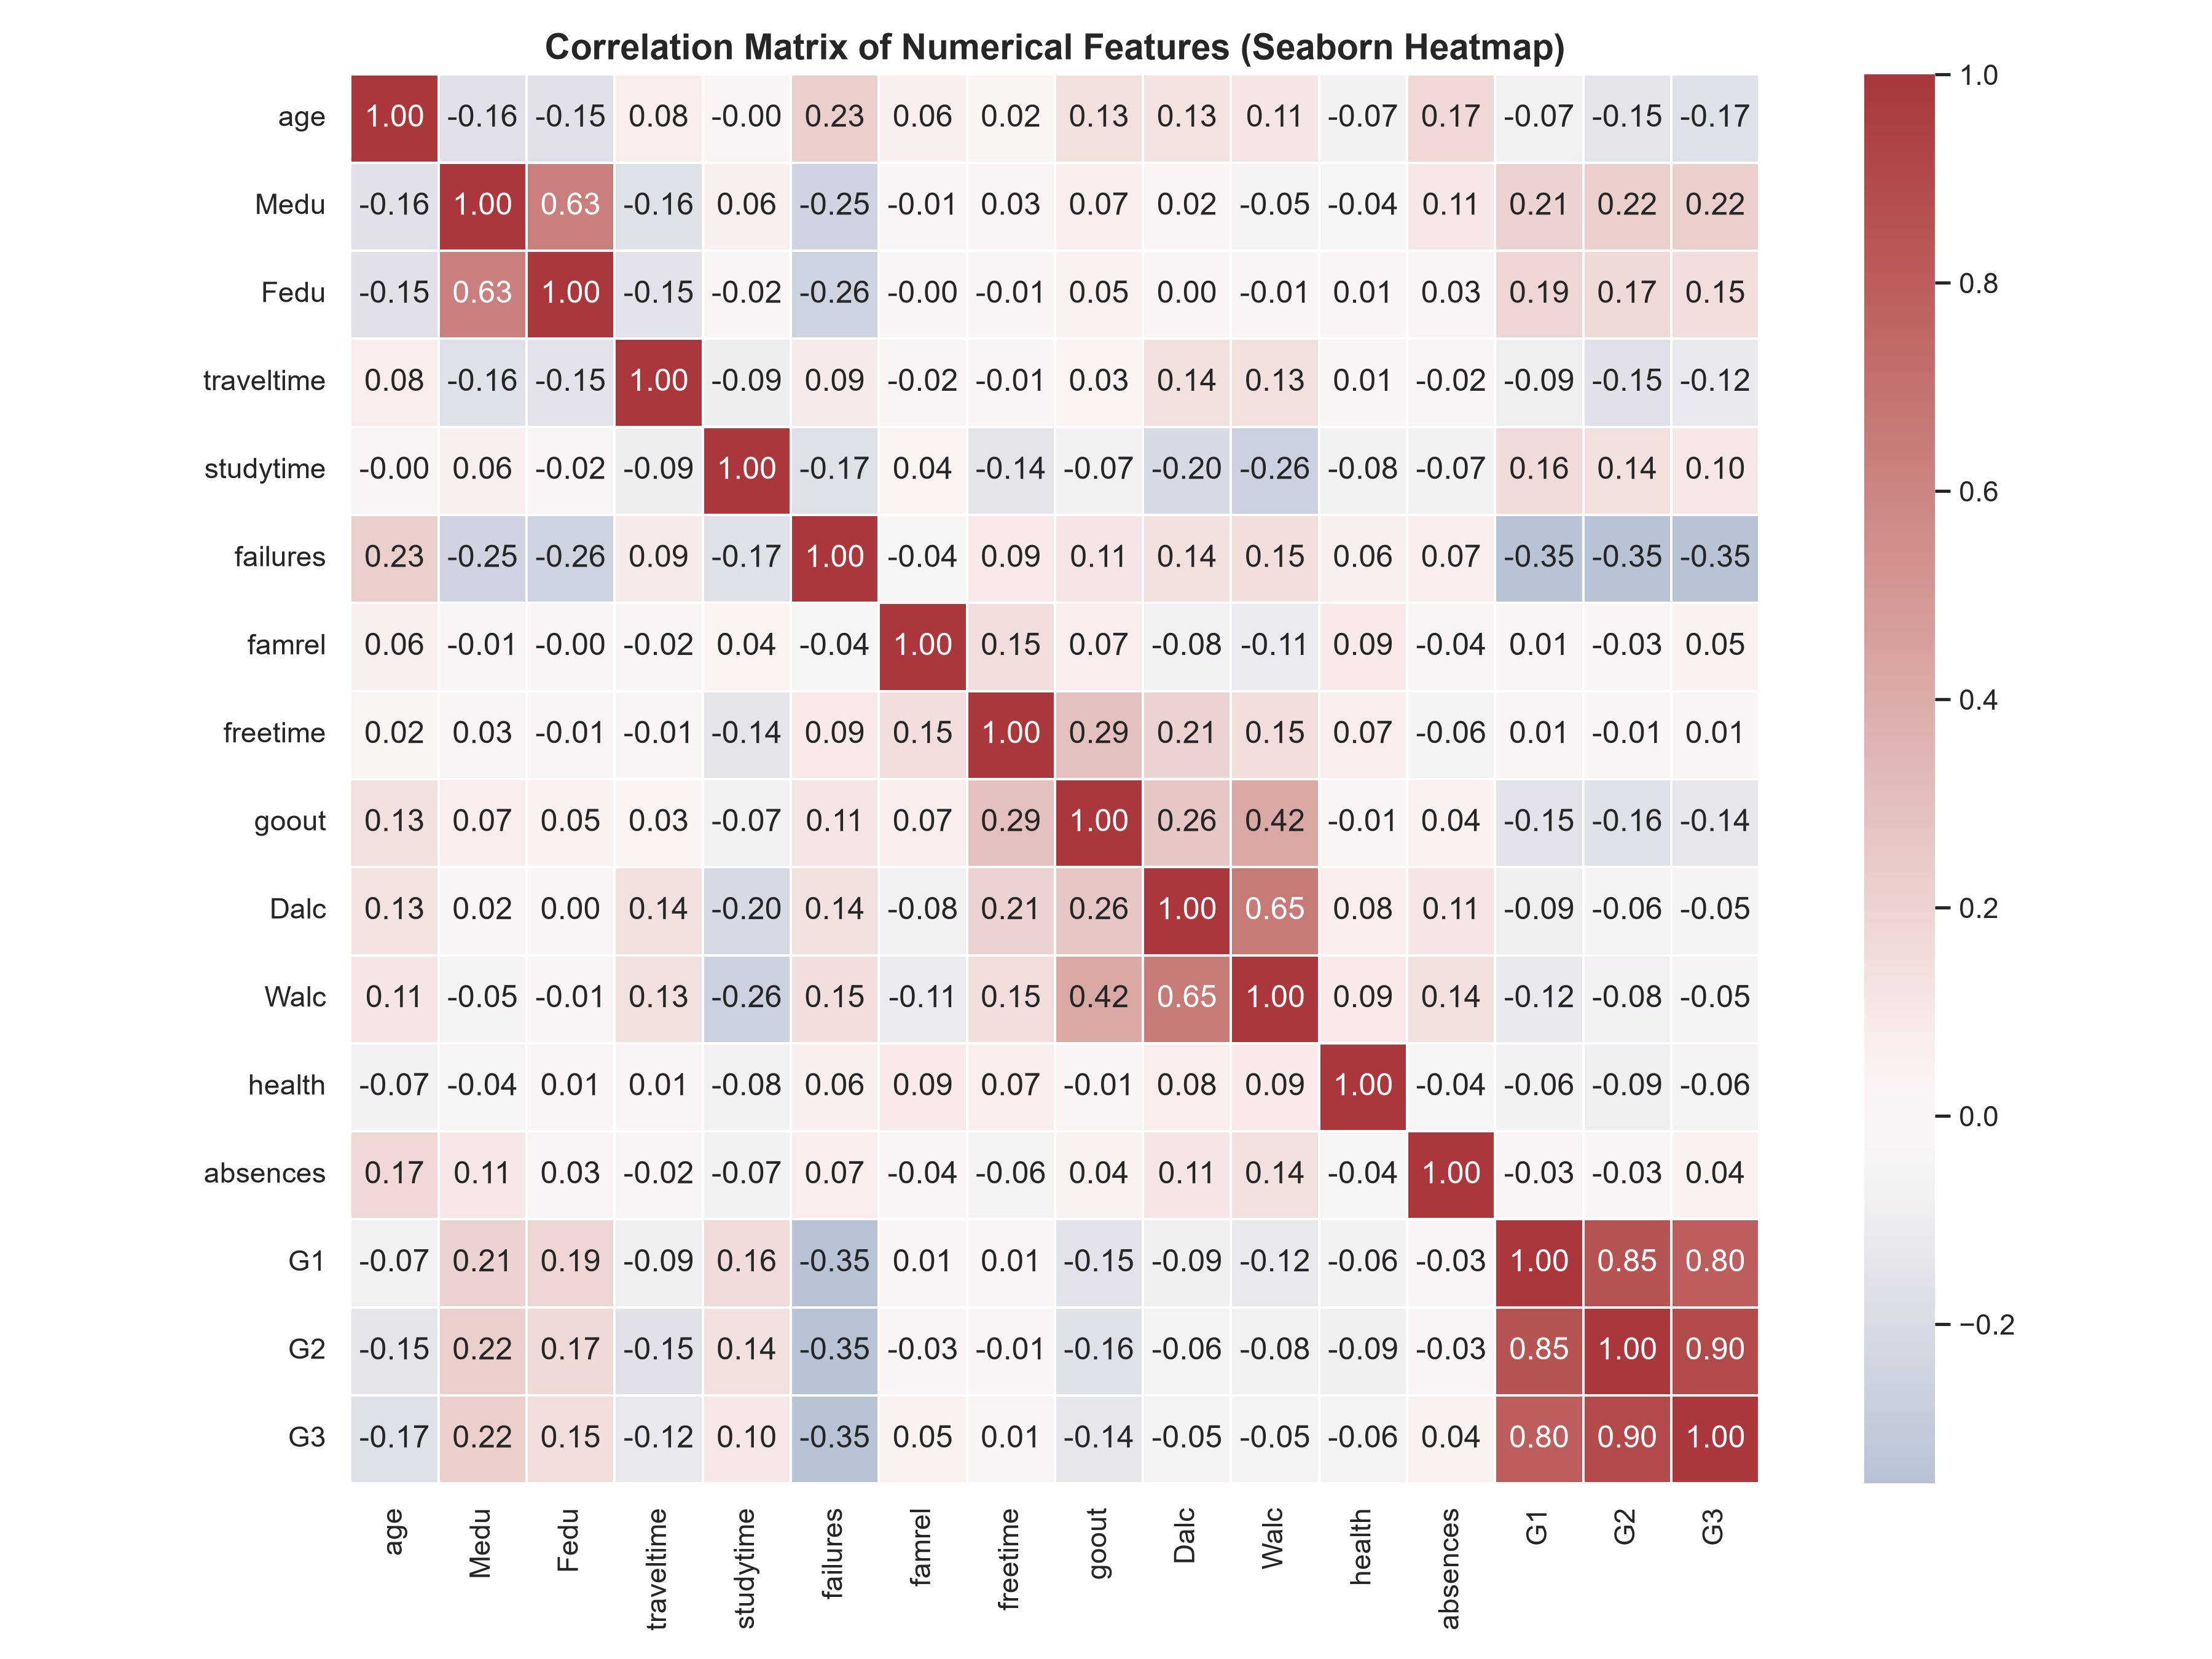 Correlation Matrix of Numerical Features (Seaborn Heatmap)
age 1.00 -0.16 -0.15 0.08 -0.00 0.23 0.06 0.02 0.13 0.13 0.11 -0.07 0.17 -0.07 -0.15 -0.17
Medu -0.16 1.00 0.63 -0.16 0.06 -0.25 -0.01 0.03 0.07 0.02 -0.05 -0.04 0.11 0.21 0.22 0.22
Fedu -0.15 0.63 1.00 -0.15 -0.02 -0.26 -0.00 -0.01 0.05 0.00 -0.01 0.01 0.03 0.19 0.17 0.15
traveltime 0.08 -0.16 -0.15 1.00 -0.09 0.09 -0.02 -0.01 0.03 0.14 0.13 0.01 -0.02 -0.09 -0.15 -0.12
studytime -0.00 0.06 -0.02 -0.09 1.00 -0.17 0.04 -0.14 -0.07 -0.20 -0.26 -0.08 -0.07 0.16 0.14 0.10
failures 0.23 -0.25 -0.26 0.09 -0.17 1.00 -0.04 0.09 0.11 0.14 0.15 0.06 0.07 -0.35 -0.35 -0.35
famrel 0.06 -0.01 -0.00 -0.02 0.04 -0.04 1.00 0.15 0.07 -0.08 -0.11 0.09 -0.04 0.01 -0.03 0.05
freetime 0.02 0.03 -0.01 -0.01 -0.14 0.09 0.15 1.00 0.29 0.21 0.15 0.07 -0.06 0.01 -0.01 0.01
goout 0.13 0.07 0.05 0.03 -0.07 0.11 0.07 0.29 1.00 0.26 0.42 -0.01 0.04 -0.15 -0.16 -0.14
Dalc 0.13 0.02 0.00 0.14 -0.20 0.14 -0.08 0.21 0.26 1.00 0.65 0.08 0.11 -0.09 -0.06 -0.05
Walc 0.11 -0.05 -0.01 0.13 -0.26 0.15 -0.11 0.15 0.42 0.65 1.00 0.09 0.14 -0.12 -0.08 -0.05
health -0.07 -0.04 0.01 0.01 -0.08 0.06 0.09 0.07 -0.01 0.08 0.09 1.00 -0.04 -0.06 -0.09 -0.06
absences 0.17 0.11 0.03 -0.02 -0.07 0.07 -0.04 -0.06 0.04 0.11 0.14 -0.04 1.00 -0.03 -0.03 0.04
G1 -0.07 0.21 0.19 -0.09 0.16 -0.35 0.01 0.01 -0.15 -0.09 -0.12 -0.06 -0.03 1.00 0.85 0.80
G2 -0.15 0.22 0.17 -0.15 0.14 -0.35 -0.03 -0.01 -0.16 -0.06 -0.08 -0.09 -0.03 0.85 1.00 0.90
G3 -0.17 0.22 0.15 -0.12 0.10 -0.35 0.05 0.01 -0.14 -0.05 -0.05 -0.06 0.04 0.80 0.90 1.00
age Medu Fedu traveltime studytime failures famrel freetime goout Dalc Walc health absences G1 G2 G3
1.0
0.8
0.6
0.4
0.2
0.0
−0.2